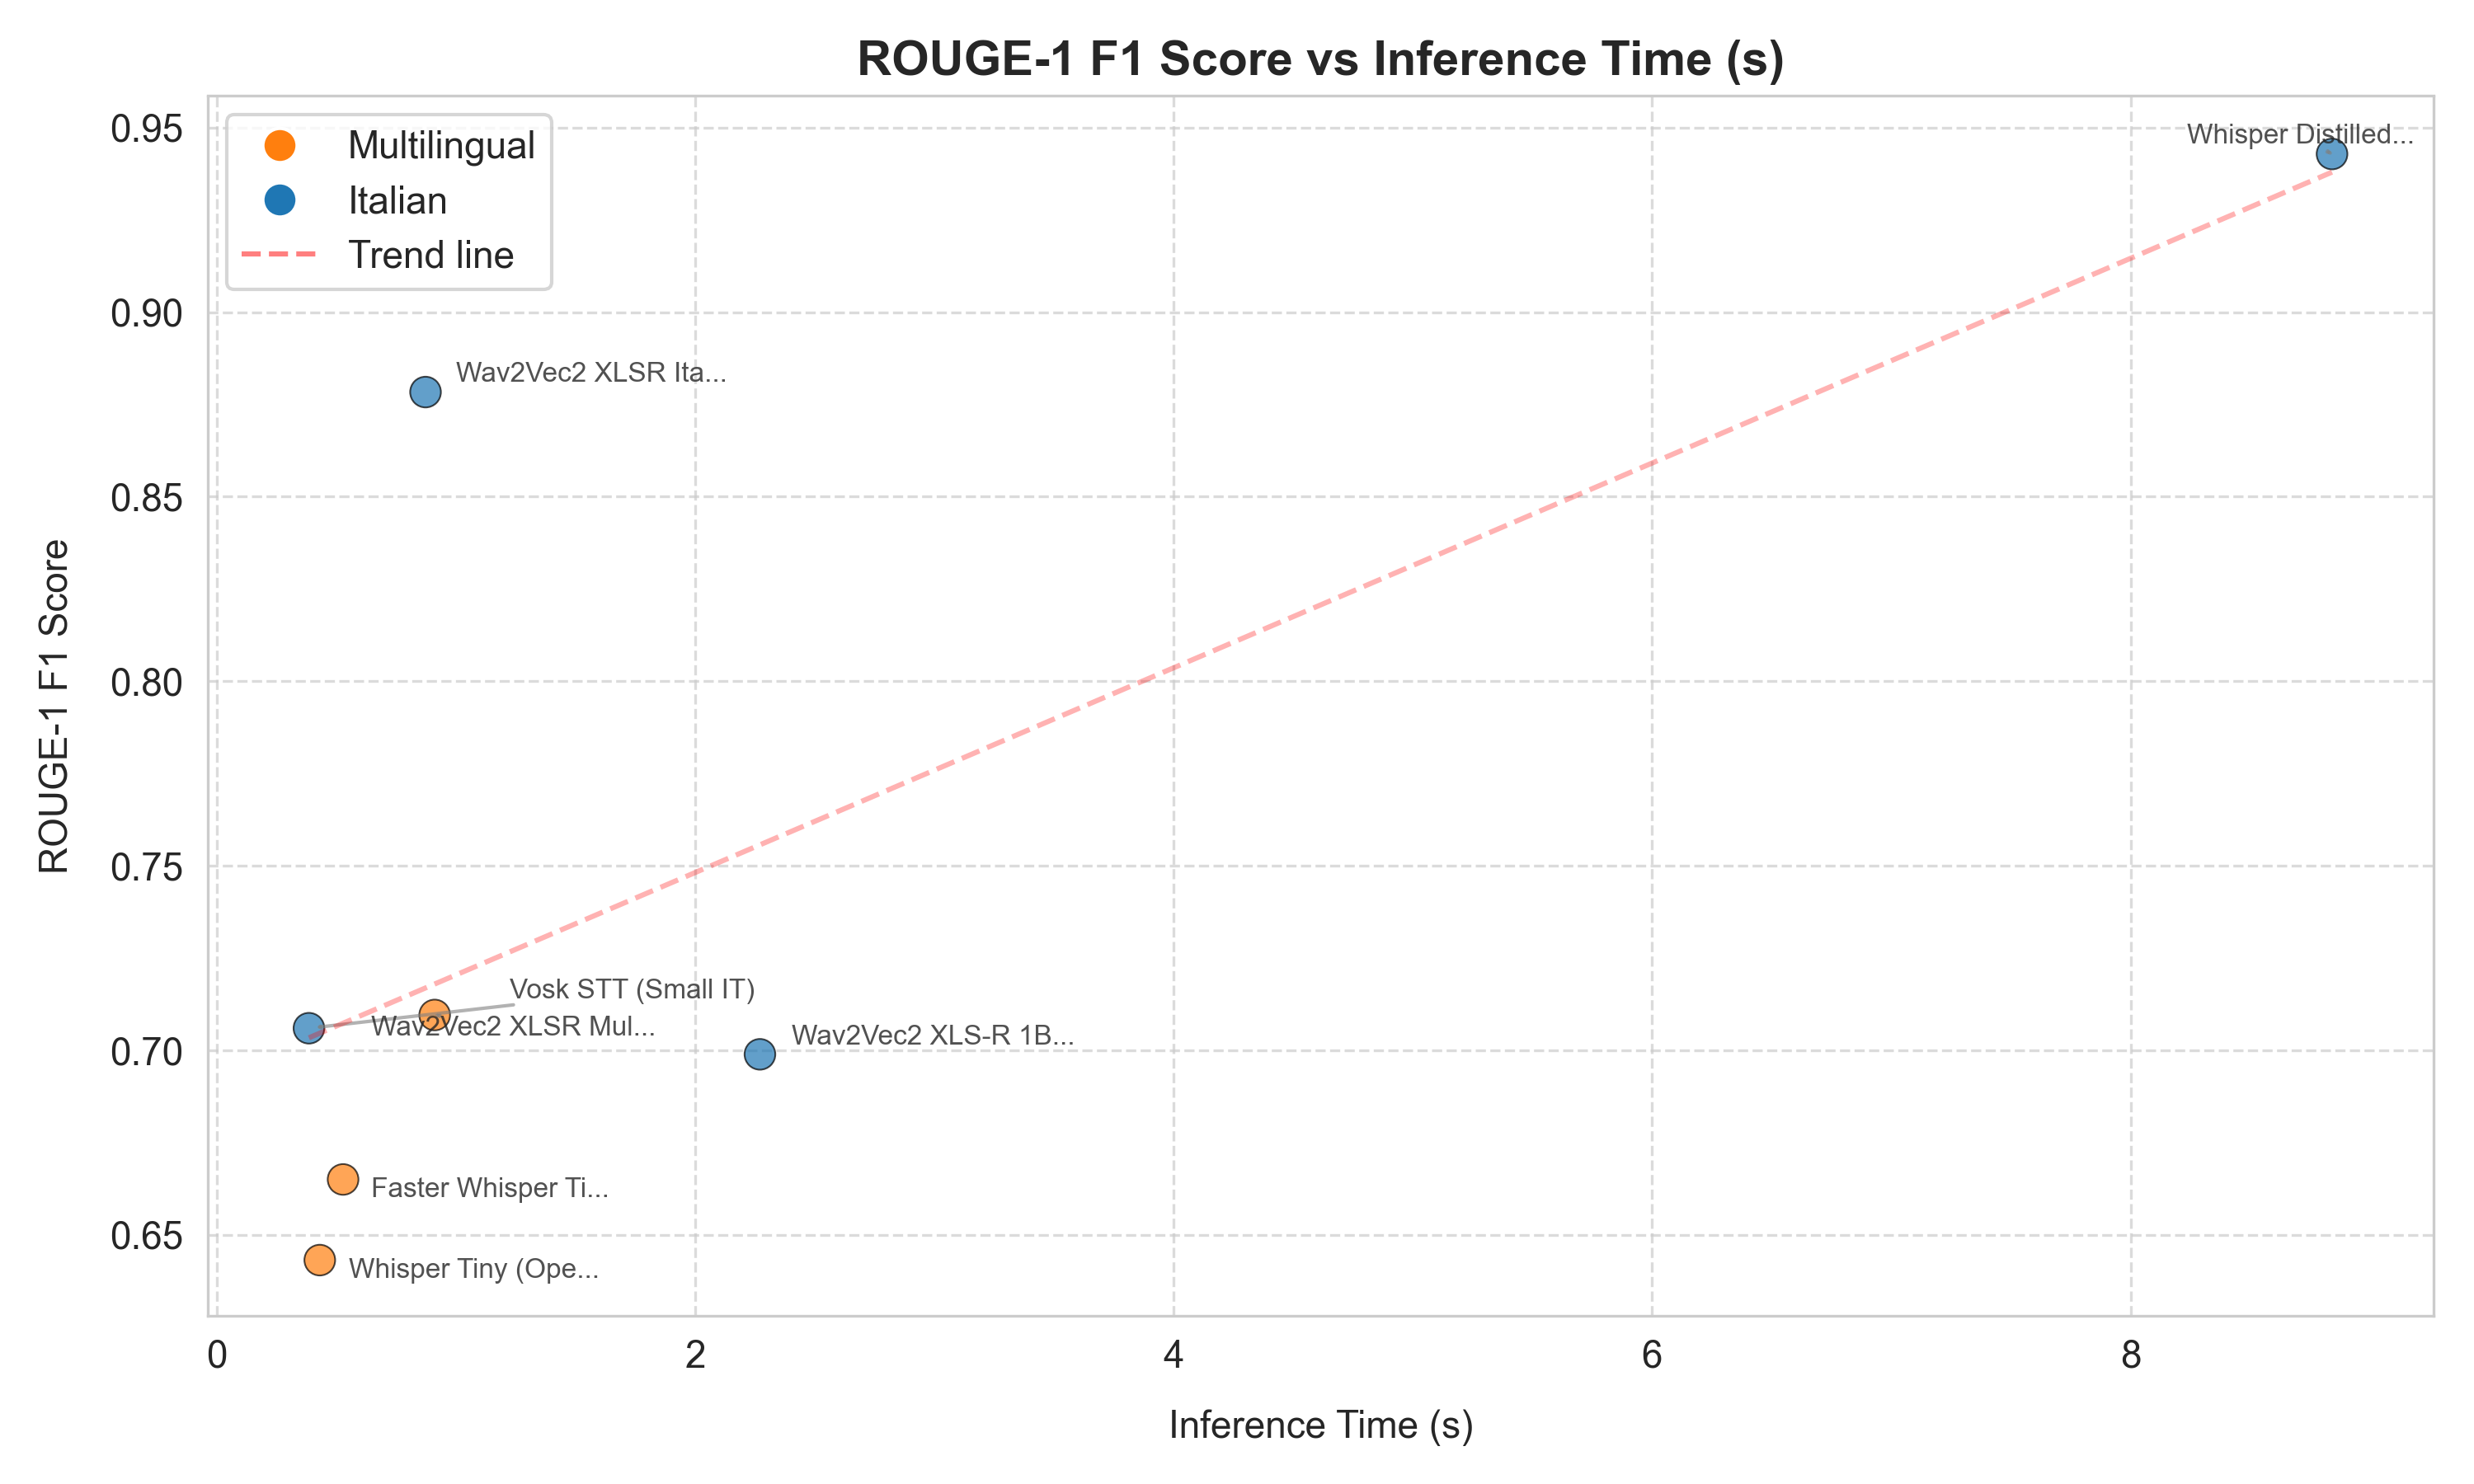 ROUGE-1 F1 Score vs Inference Time (s)
Multilingual
Italian
Trend line
ROUGE-1 F1 Score
0.95
0.90
0.85
0.80
0.75
0.70
0.65
Whisper Distilled...
Wav2Vec2 XLSR Ita...
Vosk STT (Small IT)
Wav2Vec2 XLSR Mul...
Wav2Vec2 XLS-R 1B...
Faster Whisper Ti...
Whisper Tiny (Ope...
0 2 4 6 8
Inference Time (s)